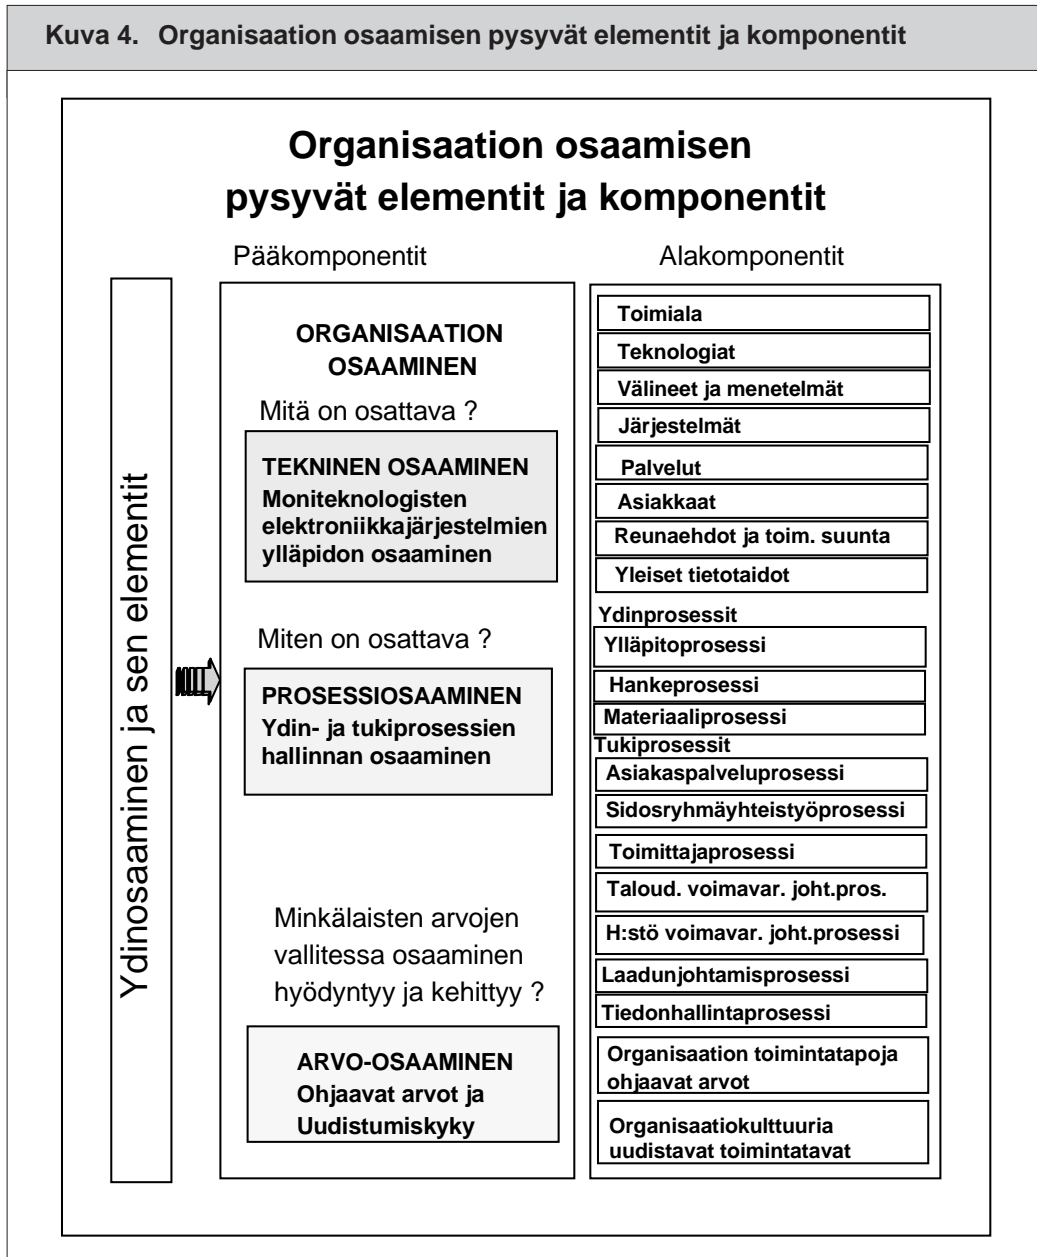 Kuva 4. Organisaation osaamisen pysyvät elementit ja komponentit
Organisaation osaamisen
pysyvät elementit ja komponentit
Ydinosaaminen ja sen elementit
Pääkomponentit
ORGANISAATION
OSAAMINEN
Mitä on osattava ?
TEKNINEN OSAAMINEN
Moniteknologisten
elektroniikkajärjestelmien
ylläpidon osaaminen
Miten on osattava ?
PROSESSIOSAAMINEN
Ydin- ja tukiprosessien
hallinnan osaaminen
Minkälaisten arvojen
vallitessa osaaminen
hyödyntyy ja kehittyy ?
ARVO-OSAAMINEN
Ohjaavat arvot ja
Uudistumiskyky
Alakomponentit
Toimiala
Teknologiat
Välineet ja menetelmät
Järjestelmät
Palvelut
Asiakkaat
Reunaehdot ja toim. suunta
Yleiset tietotaidot
Ydinprosessit
Ylläpitoprosessi
Hankeprosessi
Materiaaliprosessi
Tukiprosessit
Asiakaspalveluprosessi
Sidosryhmäyhteistyöprosessi
Toimittajaprosessi
Taloud. voimavar. joht.pros.
H:stö voimavar. joht.prosessi
Laadunjohtamisprosessi
Tiedonhallintaprosessi
Organisaation toimintatapoja
ohjaavat arvot
Organisaatiokulttuuria
uudistavat toimintatavat